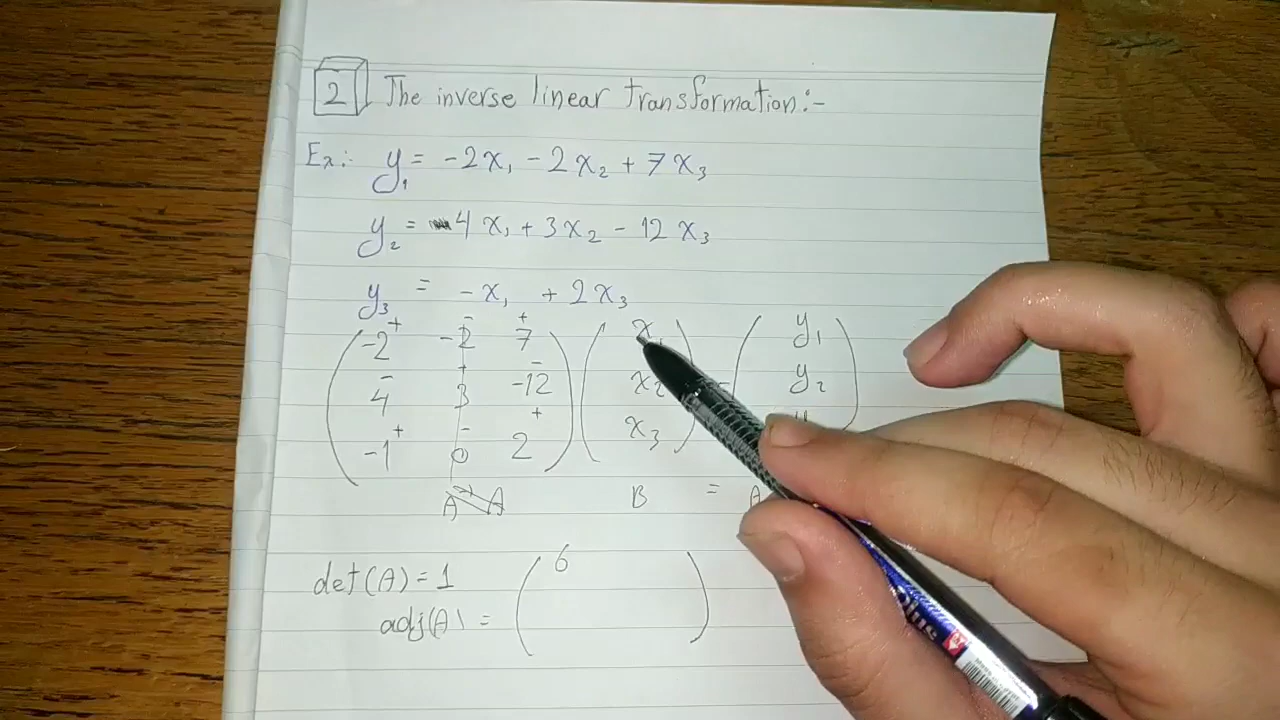 2 The inverse linear transformation:-
Ex:- y₁ = -2x₁ - 2x₂ + 7x₃
y₂ = 4x₁ + 3x₂ - 12x₃
y₃ = -x₁ + 2x₃
-2⁺ -2⁻ 7⁺ x y₁
4⁻ 3⁺ -12⁻ x₂ y₂
-1⁺ 0⁻ 2⁺ x₃
B =
det(A) = 1
adj(A) = ( 6 )